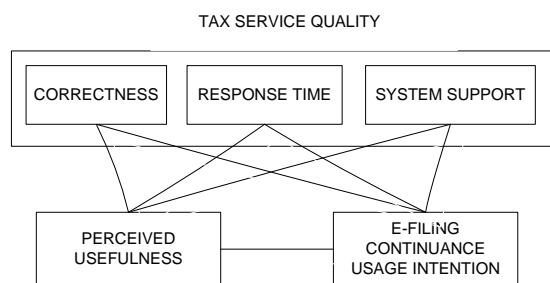 TAX SERVICE QUALITY
CORRECTNESS
RESPONSE TIME
SYSTEM SUPPORT
PERCEIVED
USEFULNESS
E-FILING
CONTINUANCE
USAGE INTENTION